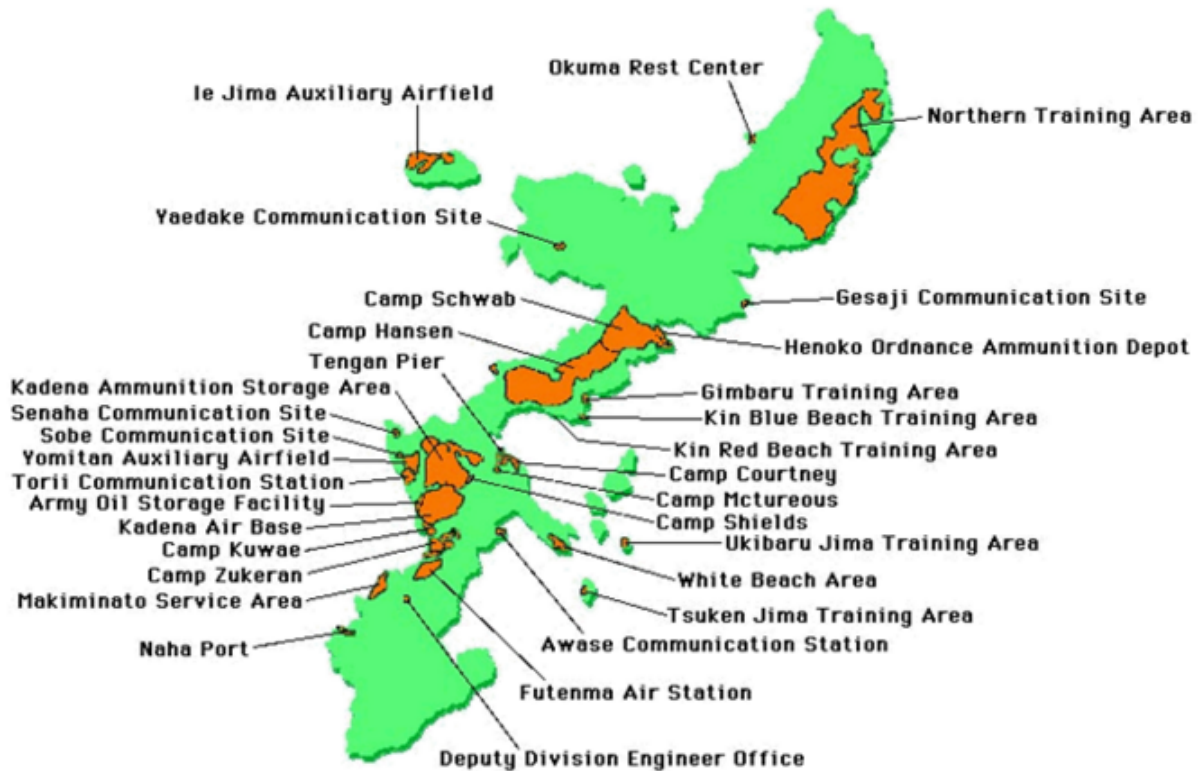 Okuma Rest Center
Ie Jima Auxiliary Airfield
Northern Training Area
Yaedake Communication Site
Camp Schwab
Gesaji Communication Site
Camp Hansen
Henoko Ordnance Ammunition Depot
Tengan Pier
Kadena Ammunition Storage Area
Gimbaru Training Area
Senaha Communication Site
Kin Blue Beach Training Area
Sobe Communication Site
Kin Red Beach Training Area
Yomitan Auxiliary Airfield
Camp Courtney
Torii Communication Station
Camp Mctureous
Army Oil Storage Facility
Camp Shields
Kadena Air Base
Ukibaru Jima Training Area
Camp Kuwae
Camp Zukeran
White Beach Area
Makiminato Service Area
Tsuken Jima Training Area
Naha Port
Awase Communication Station
Futenma Air Station
Deputy Division Engineer Office